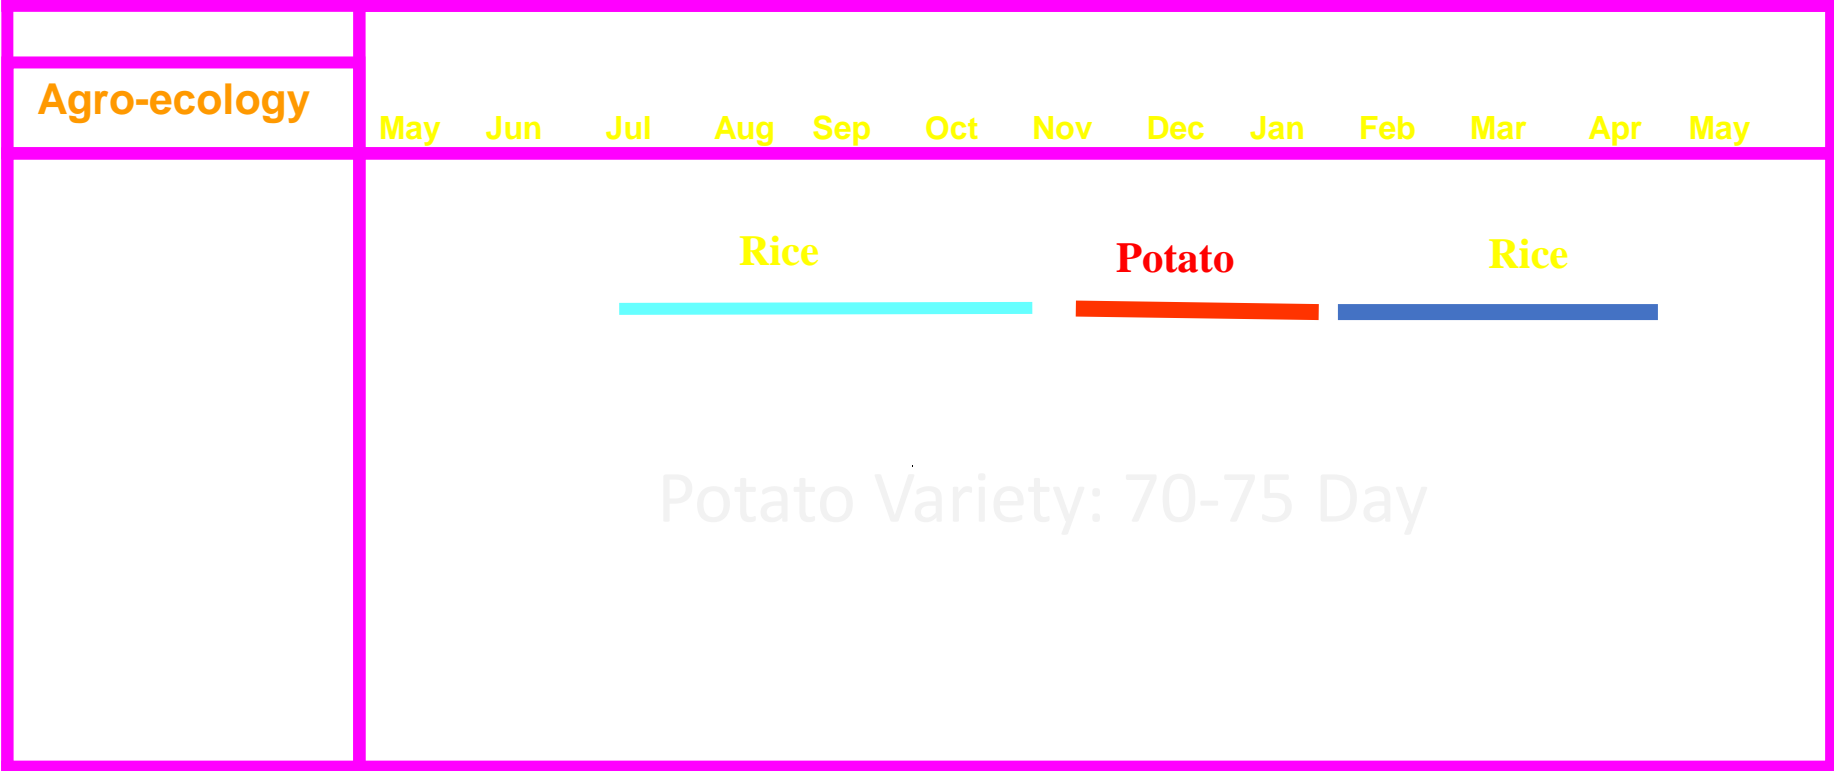 Agro-ecology
May Jun Jul Aug Sep Oct Nov Dec Jan Feb Mar Apr May
Rice Potato Rice
Potato Variety: 70-75 Day